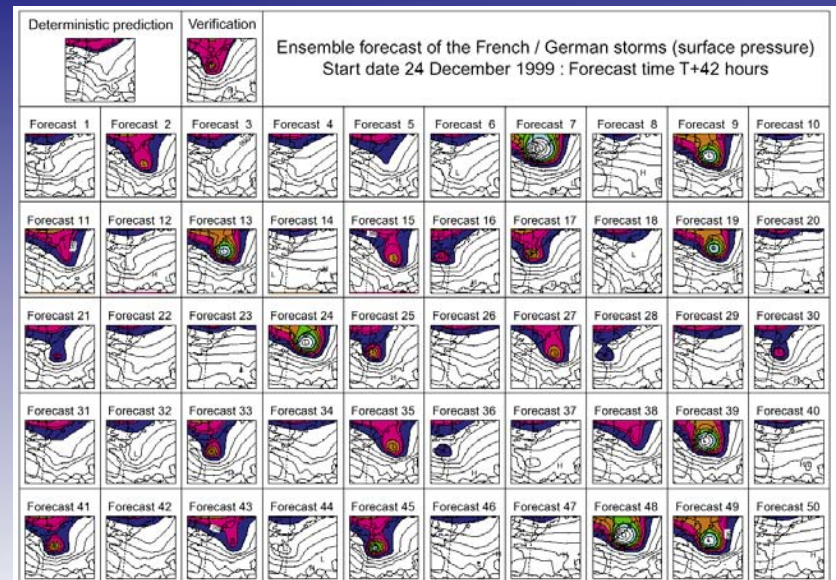 Deterministic prediction
Verification
Ensemble forecast of the French / German storms (surface pressure)
Start date 24 December 1999 : Forecast time T+42 hours
Forecast 1 Forecast 2 Forecast 3 Forecast 4 Forecast 5 Forecast 6 Forecast 7 Forecast 8 Forecast 9 Forecast 10
Forecast 11 Forecast 12 Forecast 13 Forecast 14 Forecast 15 Forecast 16 Forecast 17 Forecast 18 Forecast 19 Forecast 20
Forecast 21 Forecast 22 Forecast 23 Forecast 24 Forecast 25 Forecast 26 Forecast 27 Forecast 28 Forecast 29 Forecast 30
Forecast 31 Forecast 32 Forecast 33 Forecast 34 Forecast 35 Forecast 36 Forecast 37 Forecast 38 Forecast 39 Forecast 40
Forecast 41 Forecast 42 Forecast 43 Forecast 44 Forecast 45 Forecast 46 Forecast 47 Forecast 48 Forecast 49 Forecast 50